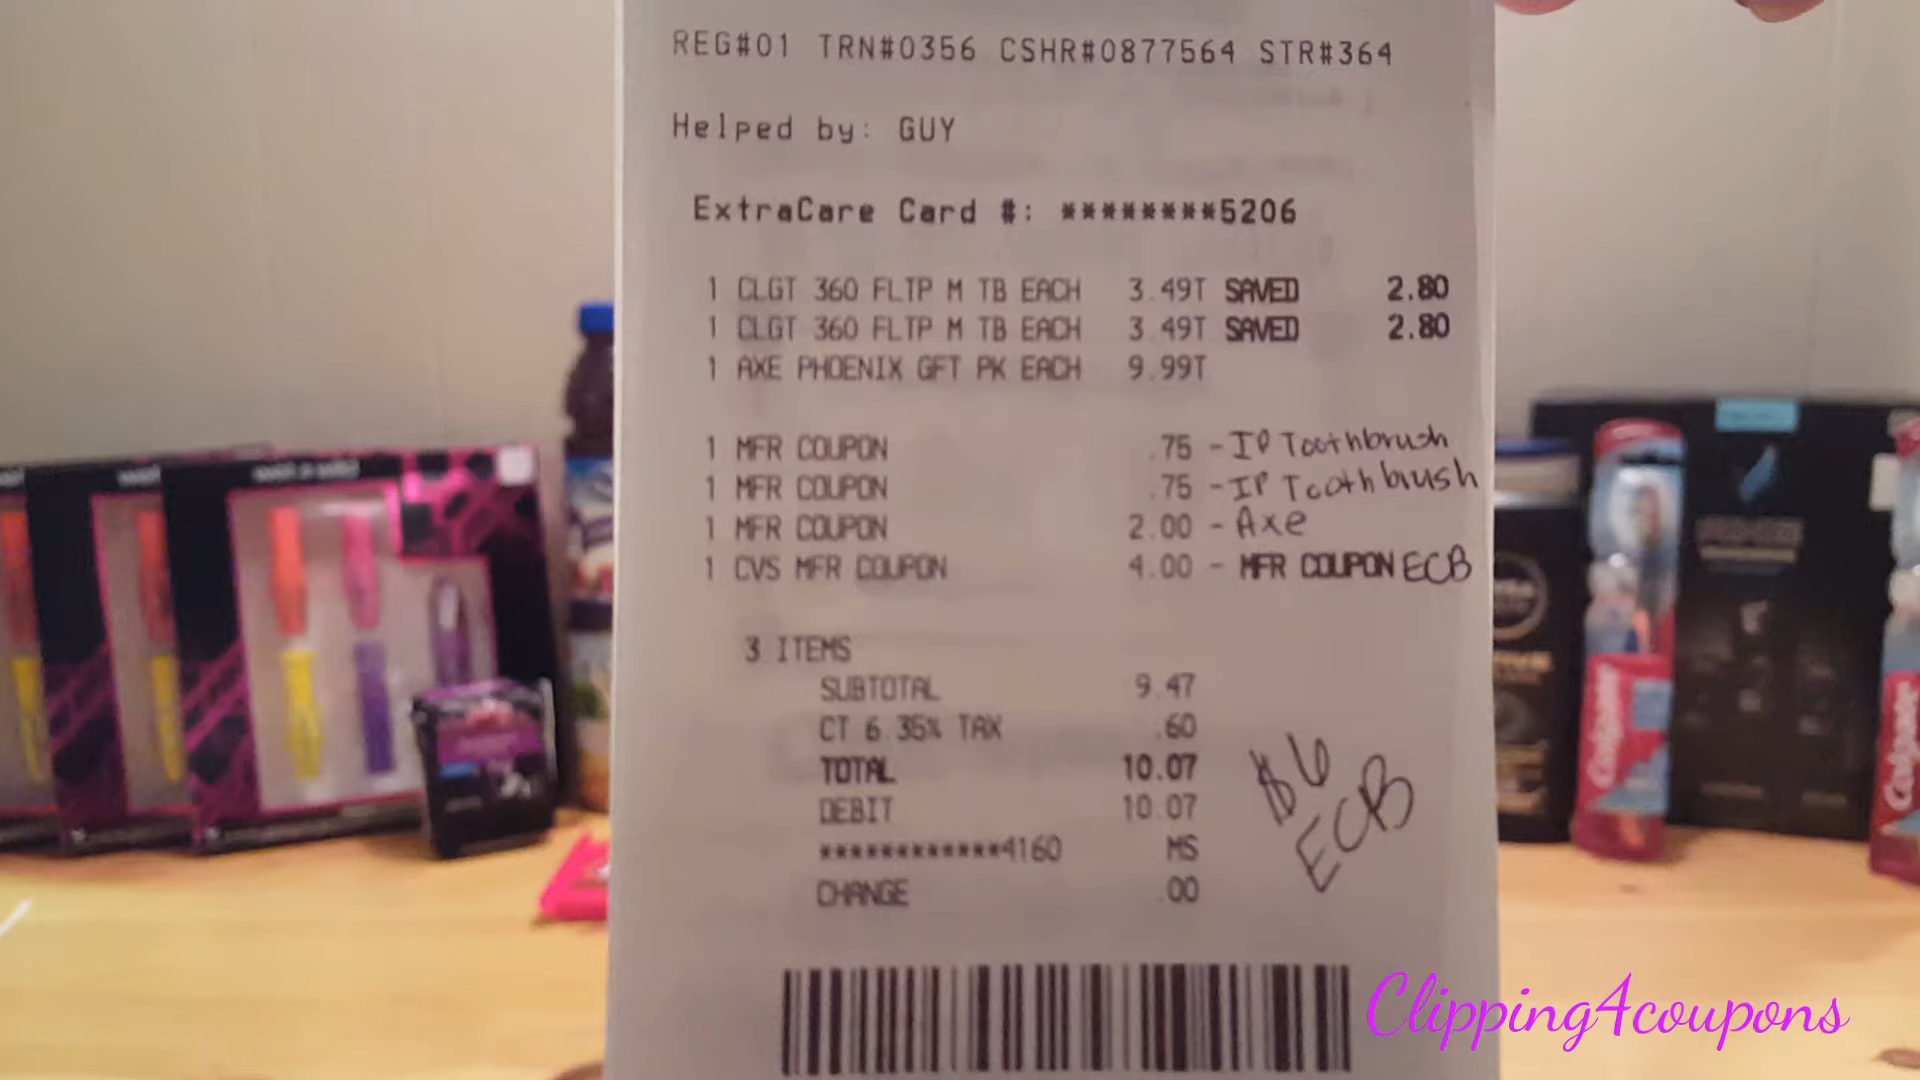 REG#01 TRN#0356 CSHR#0877564 STR#364
Helped by: GUY
ExtraCare Card #: ********5206
1 CLGT 360 FLTP M TB EACH 3.49T SAVED 2.80
1 CLGT 360 FLTP M TB EACH 3.49T SAVED 2.80
1 AXE PHOENIX GFT PK EACH 9.99T
1 MFR COUPON .75 - IP Toothbrush
1 MFR COUPON .75 - IP Toothbrush
1 MFR COUPON 2.00 - Axe
1 CVS MFR COUPON 4.00 - MFR COUPON ECB
3 ITEMS
SUBTOTAL 9.47
CT 6.35% TAX .60
TOTAL 10.07
DEBIT 10.07
************4160 MS
CHANGE .00
$6
ECB
Colgate
Colgate
Clipping4coupons